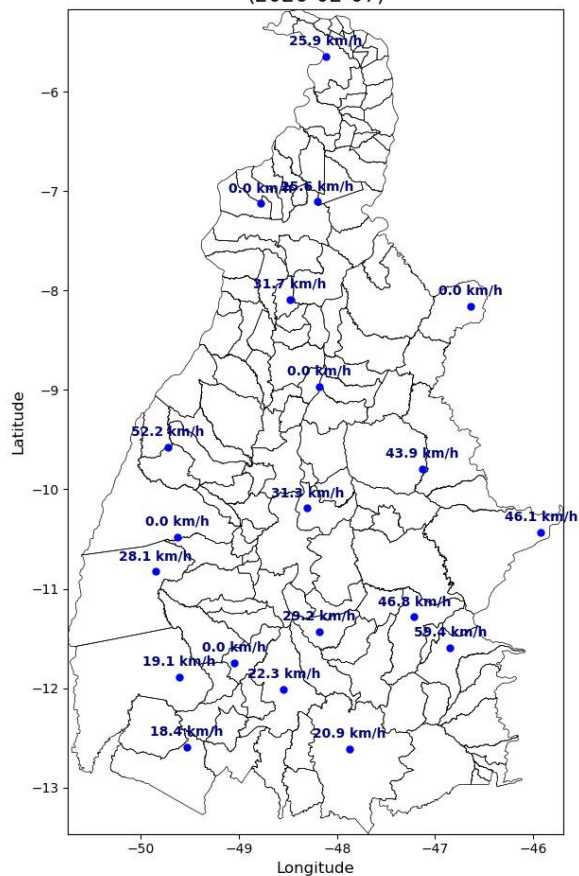 25.9 km/h
0.0 km/h
25.6 km/h
31.7 km/h
0.0 km/h
0.0 km/h
52.2 km/h
43.9 km/h
31.3 km/h
0.0 km/h
46.1 km/h
28.1 km/h
29.2 km/h
46.8 km/h
59.4 km/h
0.0 km/h
19.1 km/h
22.3 km/h
18.4 km/h
20.9 km/h
−6
−7
−8
−9
−10
−11
−12
−13
Latitude
−50
−49
−48
−47
−46
Longitude